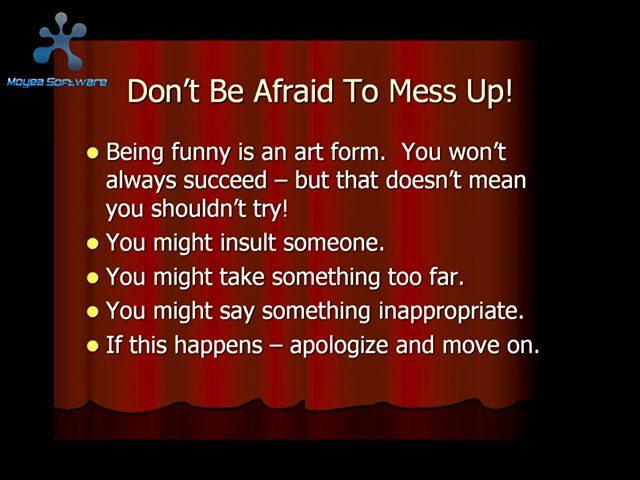 Moyea Software
Don't Be Afraid To Mess Up!
Being funny is an art form.  You won't
always succeed – but that doesn't mean
you shouldn't try!
You might insult someone.
You might take something too far.
You might say something inappropriate.
If this happens – apologize and move on.